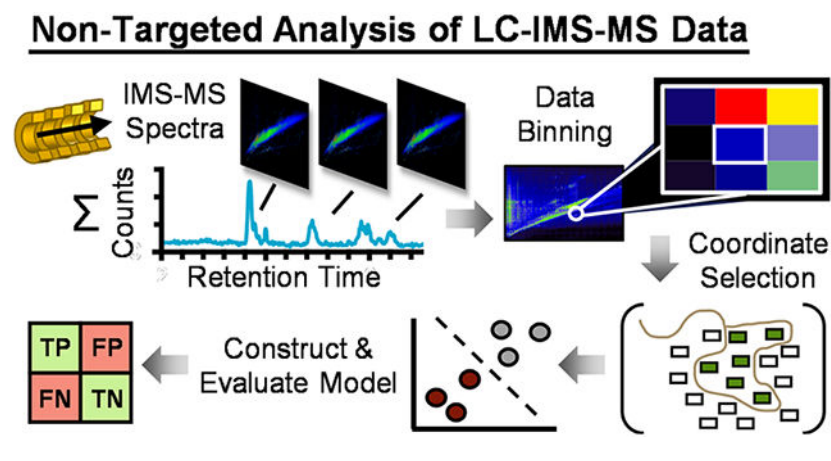 Non-Targeted Analysis of LC-IMS-MS Data
IMS-MS
Spectra
Data
Binning
Σ
Counts
Retention Time
Coordinate
Selection
Construct &
Evaluate Model
TP FP
FN TN